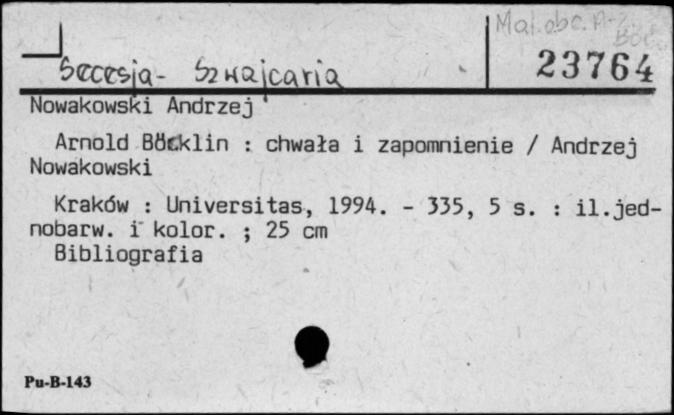 Mal. obc. A-Z
Böc
Secesja- Szwajcaria
23764
Nowakowski Andrzej
Arnold Böcklin : chwała i zapomnienie / Andrzej
Nowakowski
Kraków : Universitas, 1994. - 335, 5 s. : il.jed-
nobarw. i kolor. ; 25 cm
Bibliografia
Pu-B-143